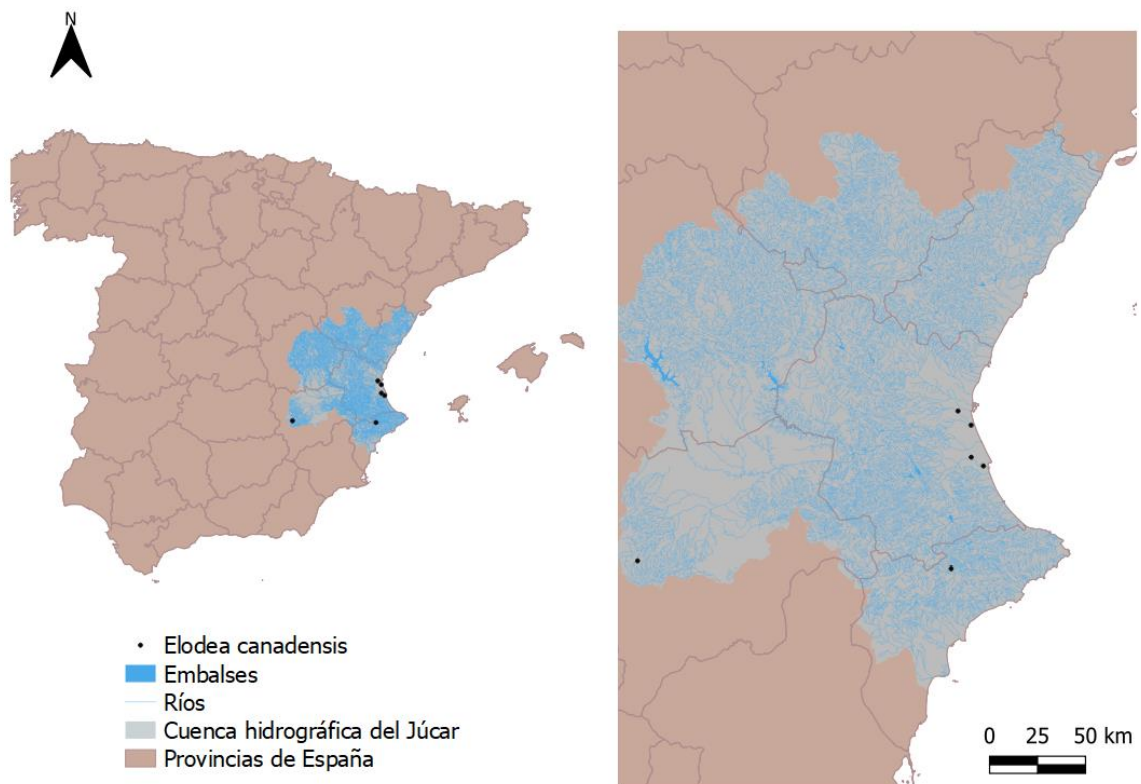 N
Elodea canadensis
Embalses
Ríos
Cuenca hidrográfica del Júcar
Provincias de España
0 25 50 km